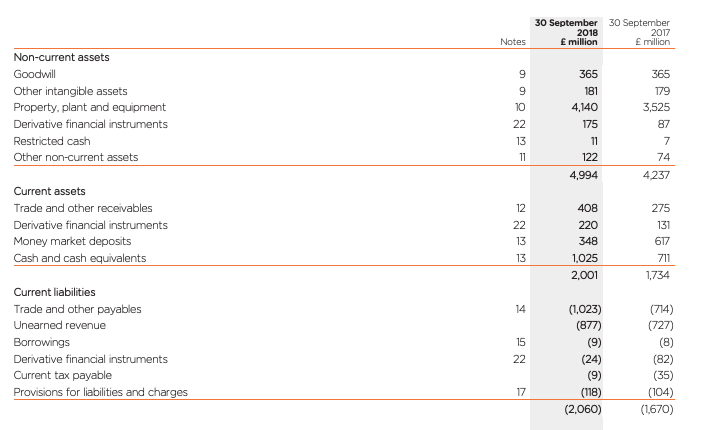 30 September 30 September
2018 2017
Notes £ million £ million
Non-current assets
Goodwill 9 365 365
Other intangible assets 9 181 179
Property, plant and equipment 10 4,140 3,525
Derivative financial instruments 22 175 87
Restricted cash 13 11 7
Other non-current assets 11 122 74
4,994 4,237
Current assets
Trade and other receivables 12 408 275
Derivative financial instruments 22 220 131
Money market deposits 13 348 617
Cash and cash equivalents 13 1,025 711
2,001 1,734
Current liabilities
Trade and other payables 14 (1,023) (714)
Unearned revenue (877) (727)
Borrowings 15 (9) (8)
Derivative financial instruments 22 (24) (82)
Current tax payable (9) (35)
Provisions for liabilities and charges 17 (118) (104)
(2,060) (1,670)